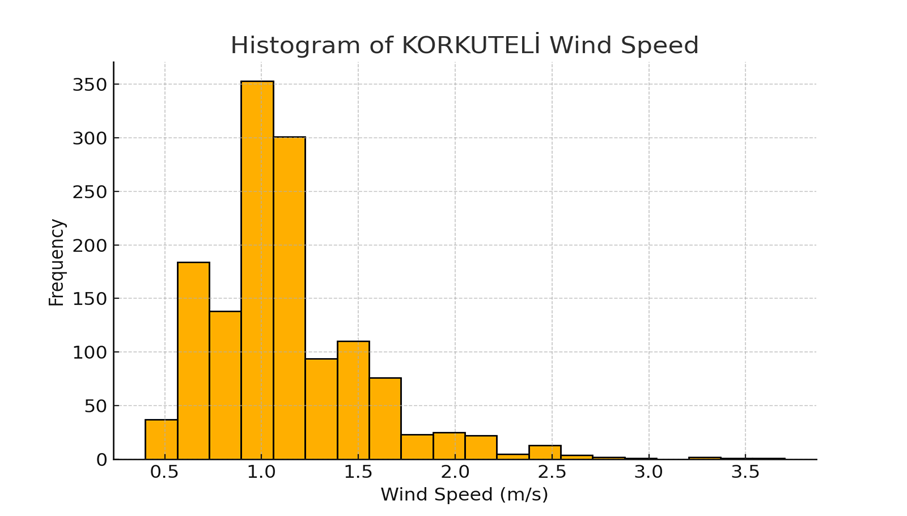 Histogram of KORKUTELİ Wind Speed
Frequency
350
300
250
200
150
100
50
0
0.5 1.0 1.5 2.0 2.5 3.0 3.5
Wind Speed (m/s)